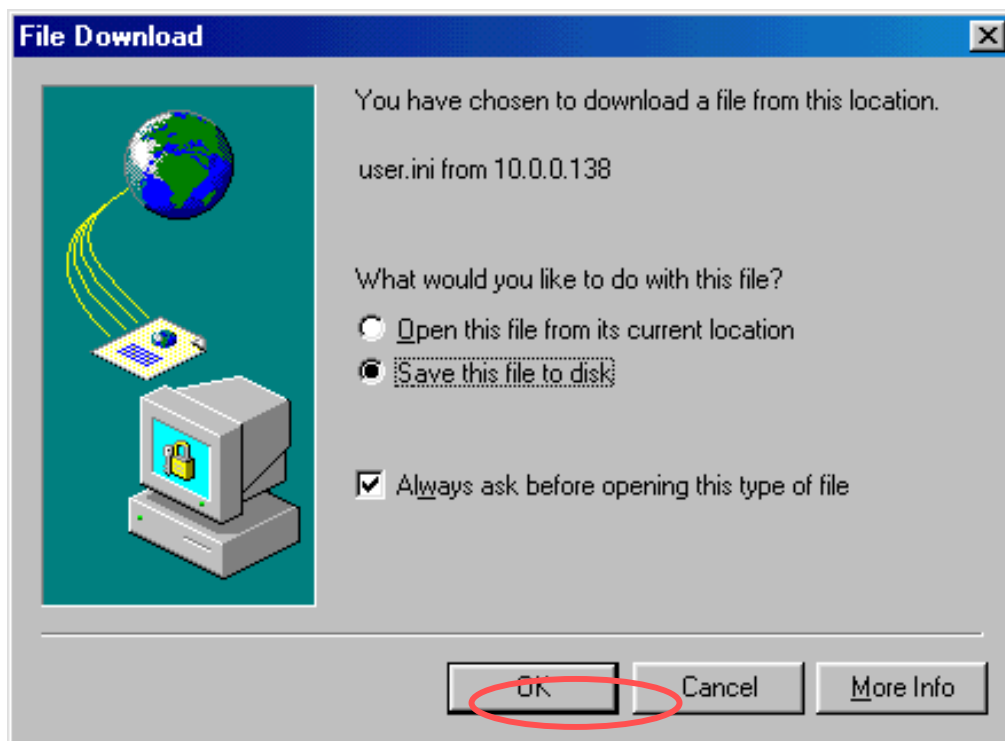 File Download
You have chosen to download a file from this location.
user.ini from 10.0.0.138
What would you like to do with this file?
Open this file from its current location
Save this file to disk
Always ask before opening this type of file
OK
Cancel
More Info